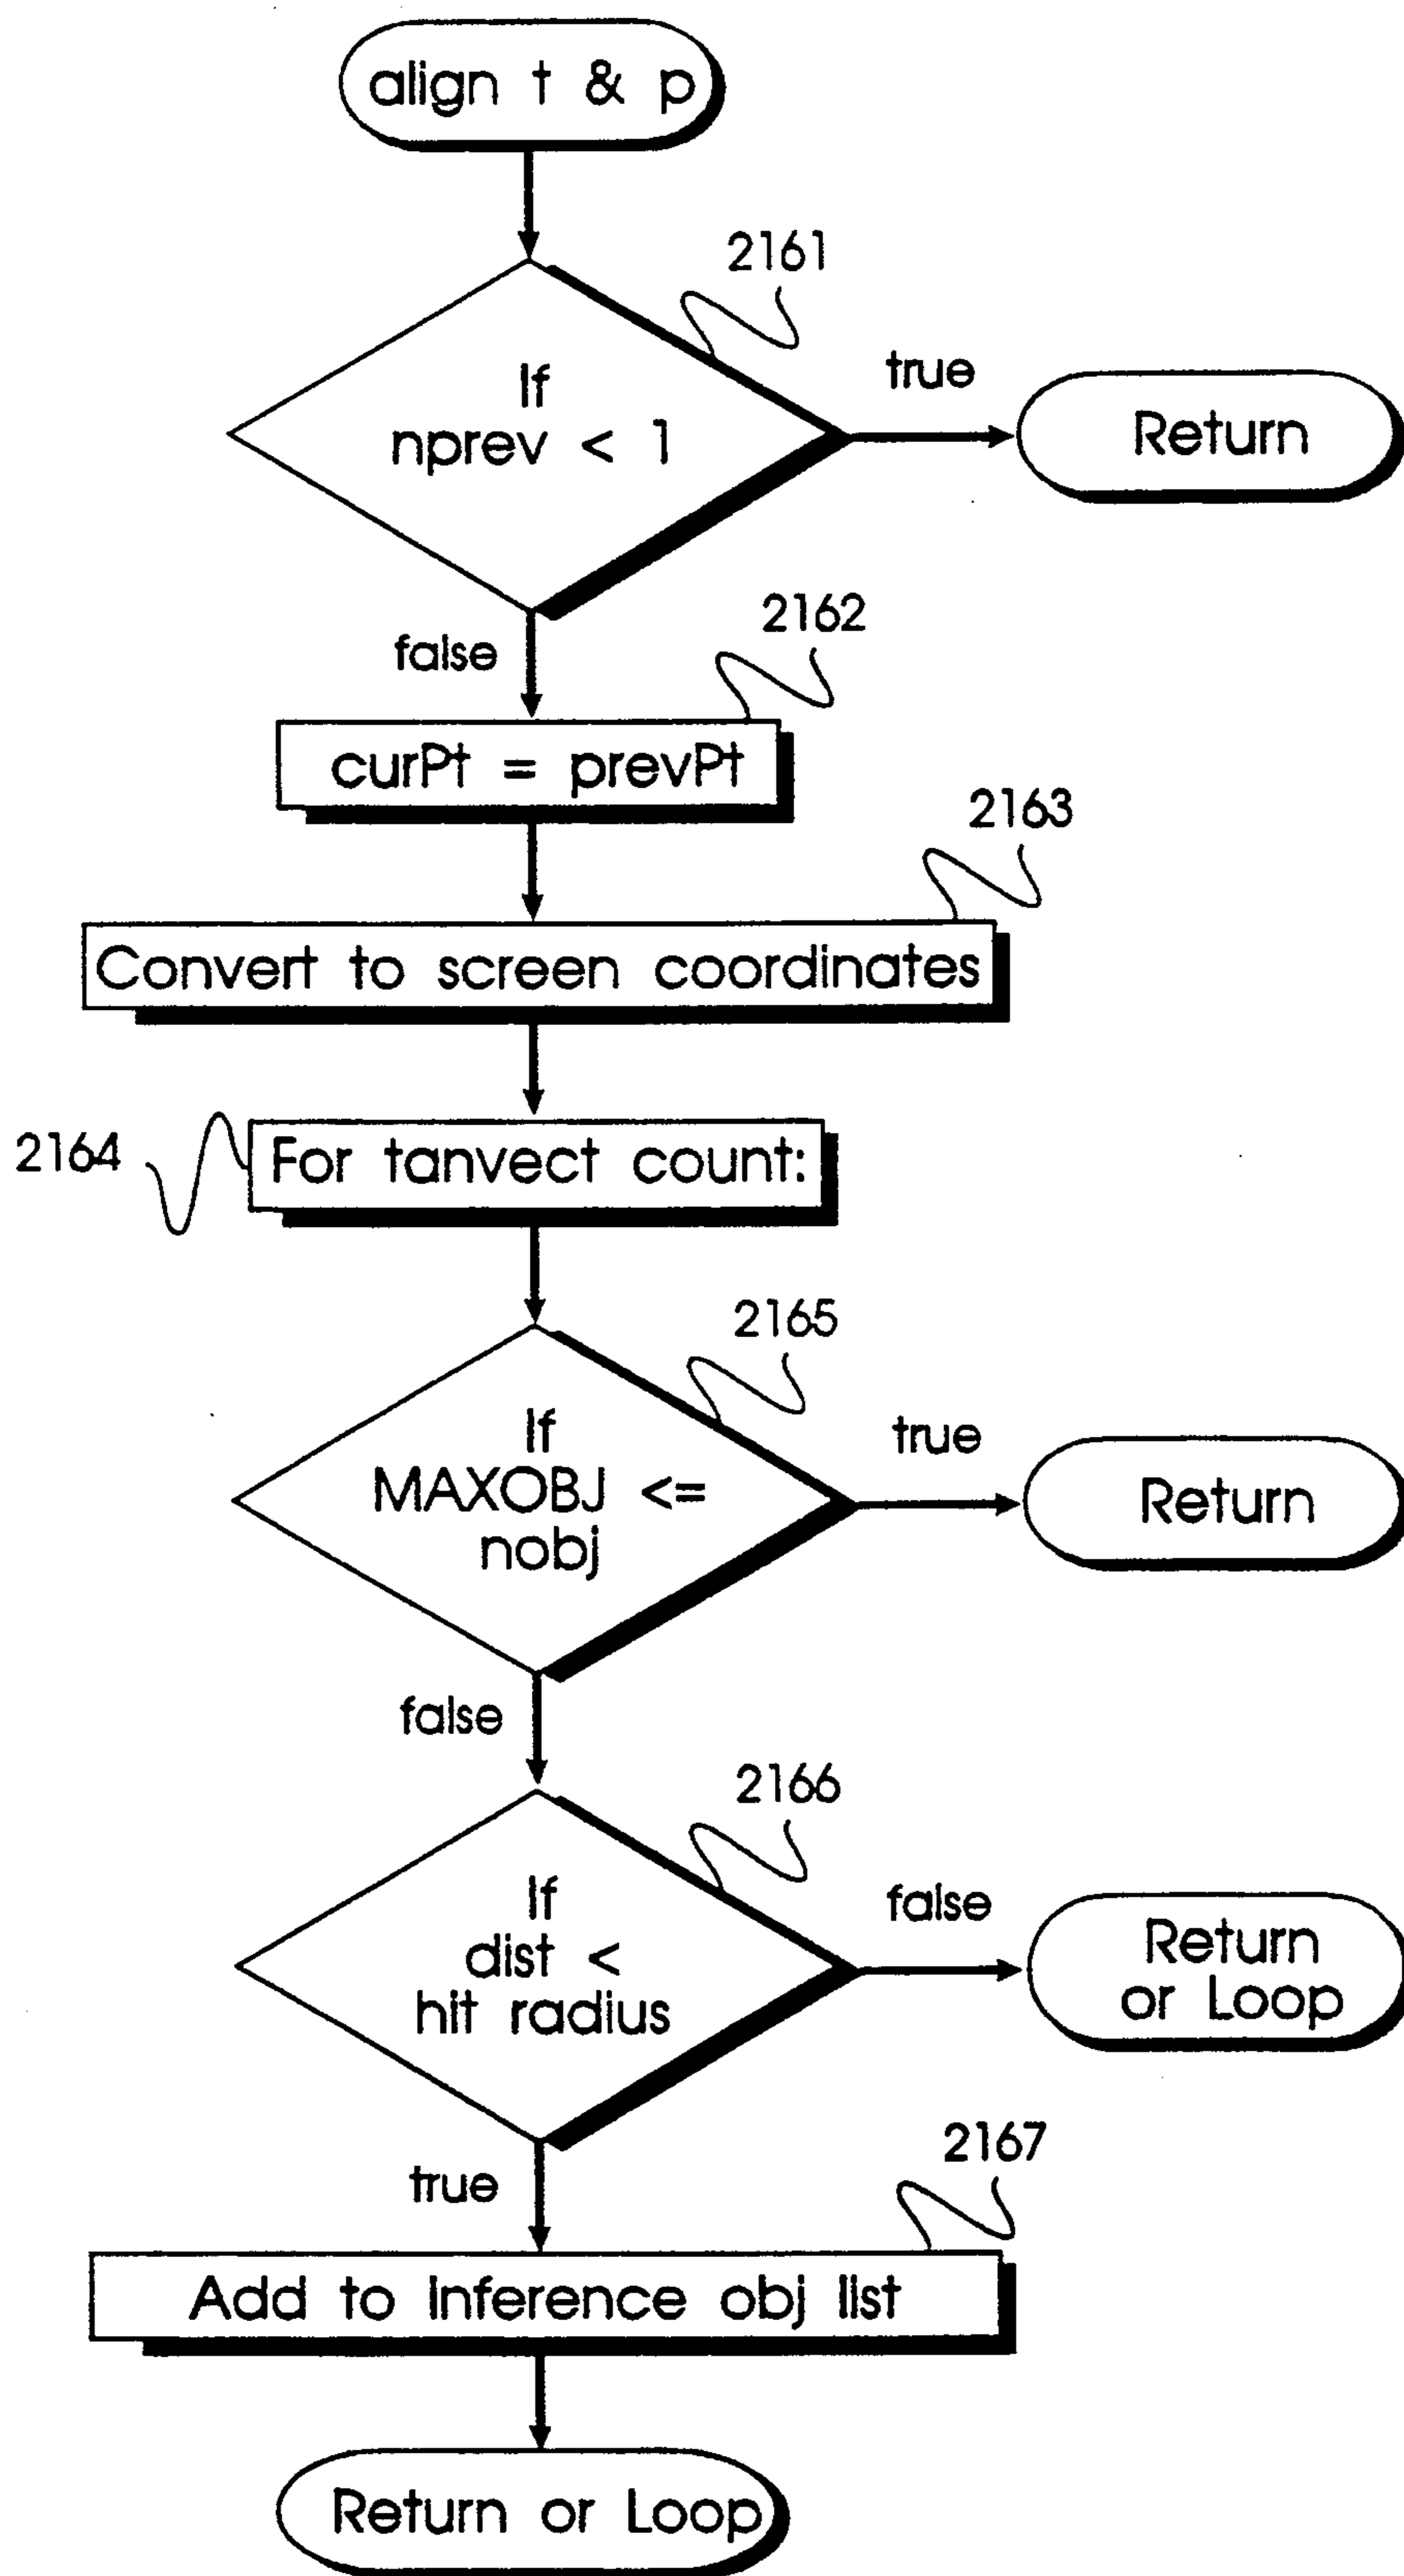 align t & p
2161
If
nprev < 1
true
Return
false
2162
curPt = prevPt
2163
Convert to screen coordinates
2164
For tanvect count:
2165
If
MAXOBJ <=
nobj
true
Return
false
2166
If
dist <
hit radius
false
Return
or Loop
true
2167
Add to inference obj list
Return or Loop